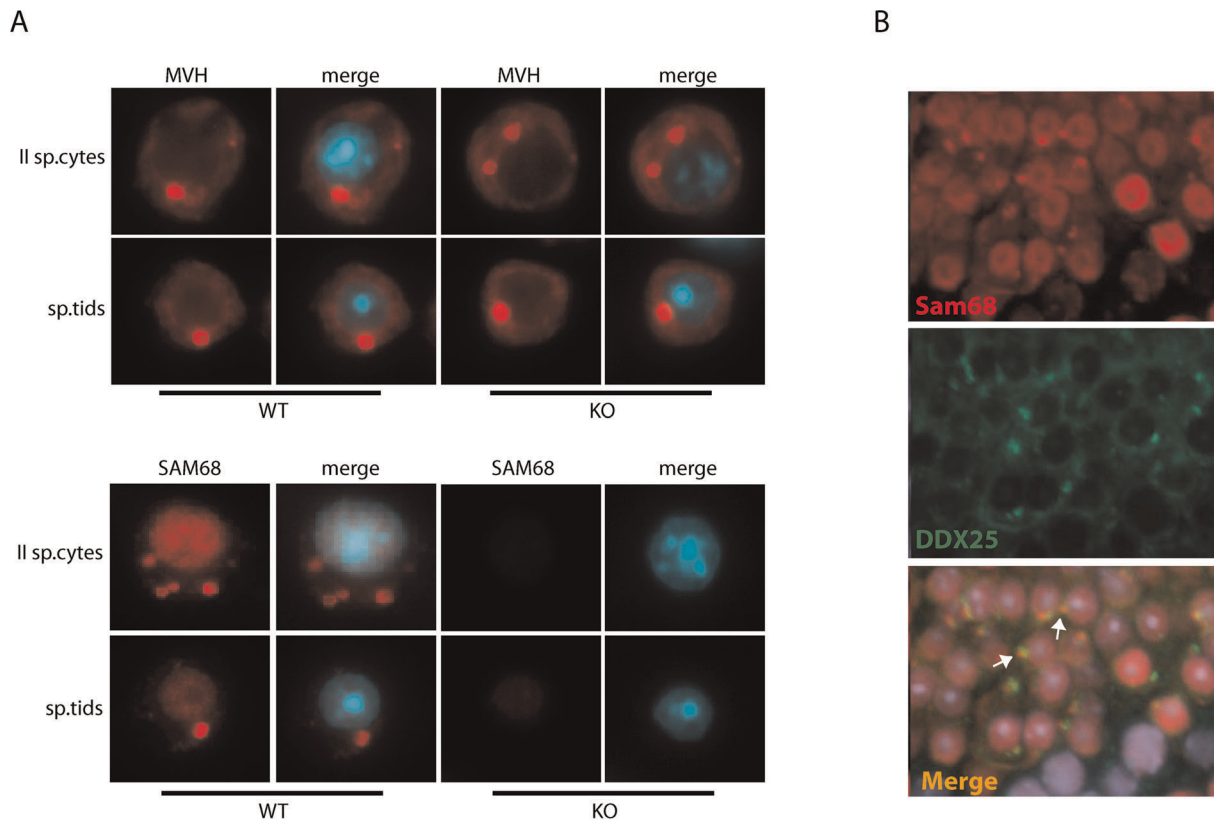 A
B
MVH merge MVH merge
II sp.cytes
sp.tids
WT KO
SAM68 merge SAM68 merge
II sp.cytes
sp.tids
WT KO
Sam68
DDX25
Merge